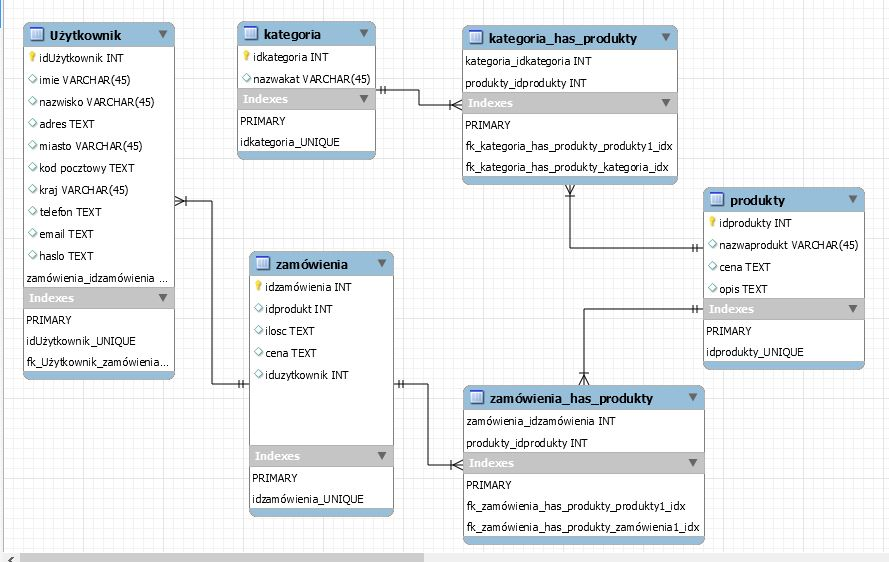 Użytkownik
idUżytkownik INT
imie VARCHAR(45)
nazwisko VARCHAR(45)
adres TEXT
miasto VARCHAR(45)
kod pocztowy TEXT
kraj VARCHAR(45)
telefon TEXT
email TEXT
haslo TEXT
zamówienia_idzamówienia ...
Indexes
PRIMARY
idUżytkownik_UNIQUE
fk_Użytkownik_zamówienia...
kategoria
idkategoria INT
nazwakat VARCHAR(45)
Indexes
PRIMARY
idkategoria_UNIQUE
kategoria_has_produkty
kategoria_idkategoria INT
produkty_idprodukty INT
Indexes
PRIMARY
fk_kategoria_has_produkty_produkty1_idx
fk_kategoria_has_produkty_kategoria_idx
produkty
idprodukty INT
nazwaprodukt VARCHAR(45)
cena TEXT
opis TEXT
Indexes
PRIMARY
idprodukty_UNIQUE
zamówienia
idzamówienia INT
idprodukt INT
ilosc TEXT
cena TEXT
iduzytkownik INT
Indexes
PRIMARY
idzamówienia_UNIQUE
zamówienia_has_produkty
zamówienia_idzamówienia INT
produkty_idprodukty INT
Indexes
PRIMARY
fk_zamówienia_has_produkty_produkty1_idx
fk_zamówienia_has_produkty_zamówienia1_idx